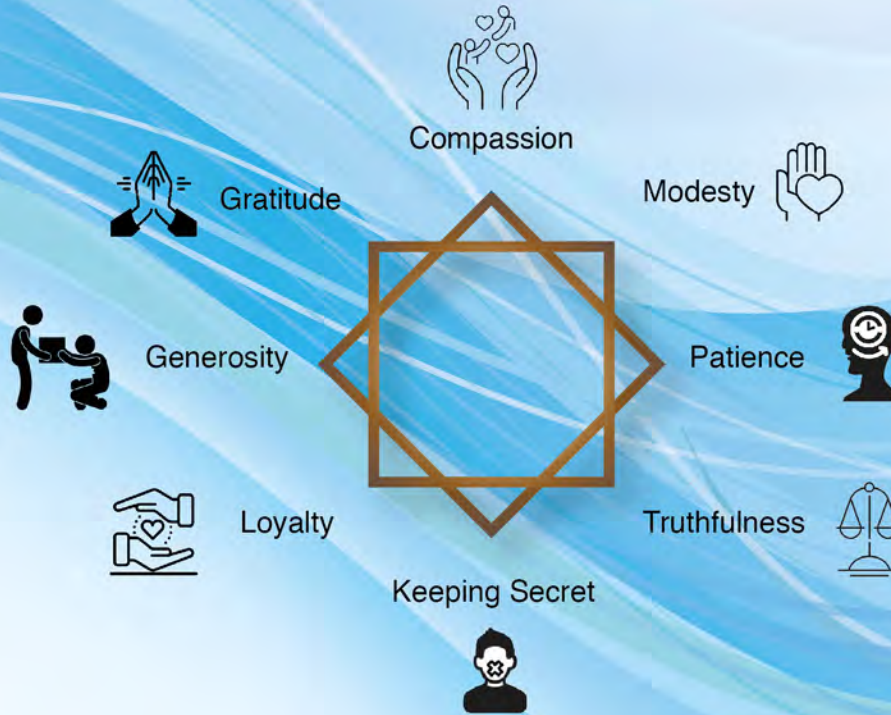 Compassion
Gratitude
Modesty
Generosity
Patience
Loyalty
Truthfulness
Keeping Secret